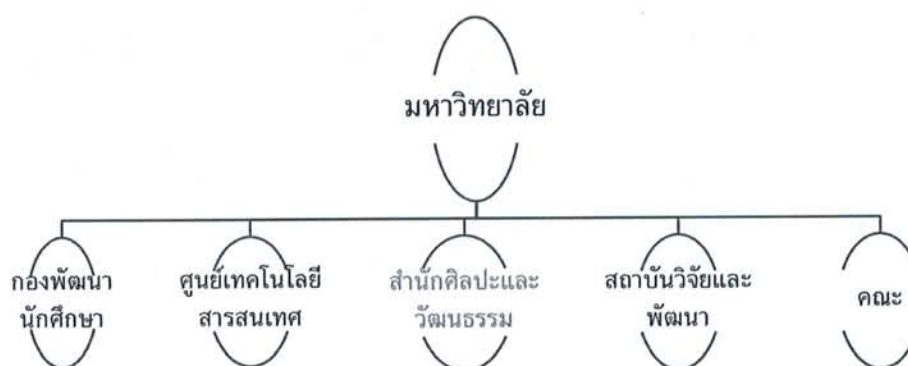 มหาวิทยาลัย
กองพัฒนา
นักศึกษา
ศูนย์เทคโนโลยี
สารสนเทศ
สำนักศิลปะและ
วัฒนธรรม
สถาบันวิจัยและ
พัฒนา
คณะ